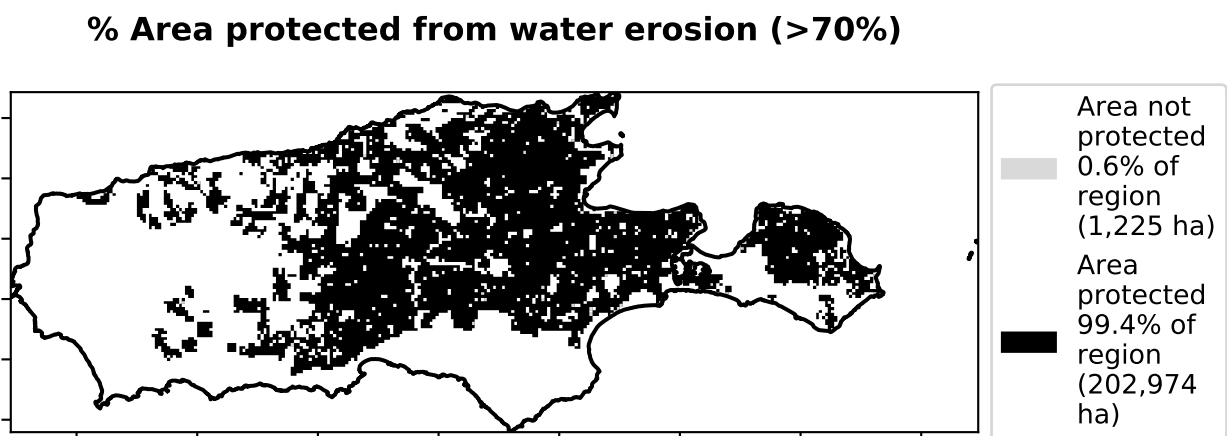 % Area protected from water erosion (>70%)
Area not
protected
0.6% of
region
(1,225 ha)
Area
protected
99.4% of
region
(202,974
ha)